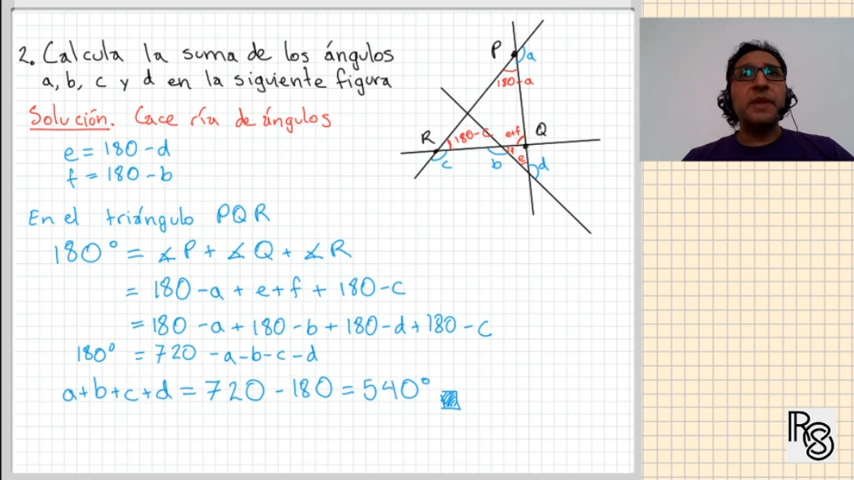 2. Calcula la suma de los ángulos
a, b, c y d en la siguiente figura
Solución. Cacería de ángulos
e = 180 - d
f = 180 - b
En el triángulo PQR
180° = ∡P + ∡Q + ∡R
= 180 - a + e + f + 180 - c
= 180 - a + 180 - b + 180 - d + 180 - c
180° = 720 - a - b - c - d
a + b + c + d = 720 - 180 = 540°
P
a
180-a
R
180-c
e+f
Q
c
b
f
e
d
RS